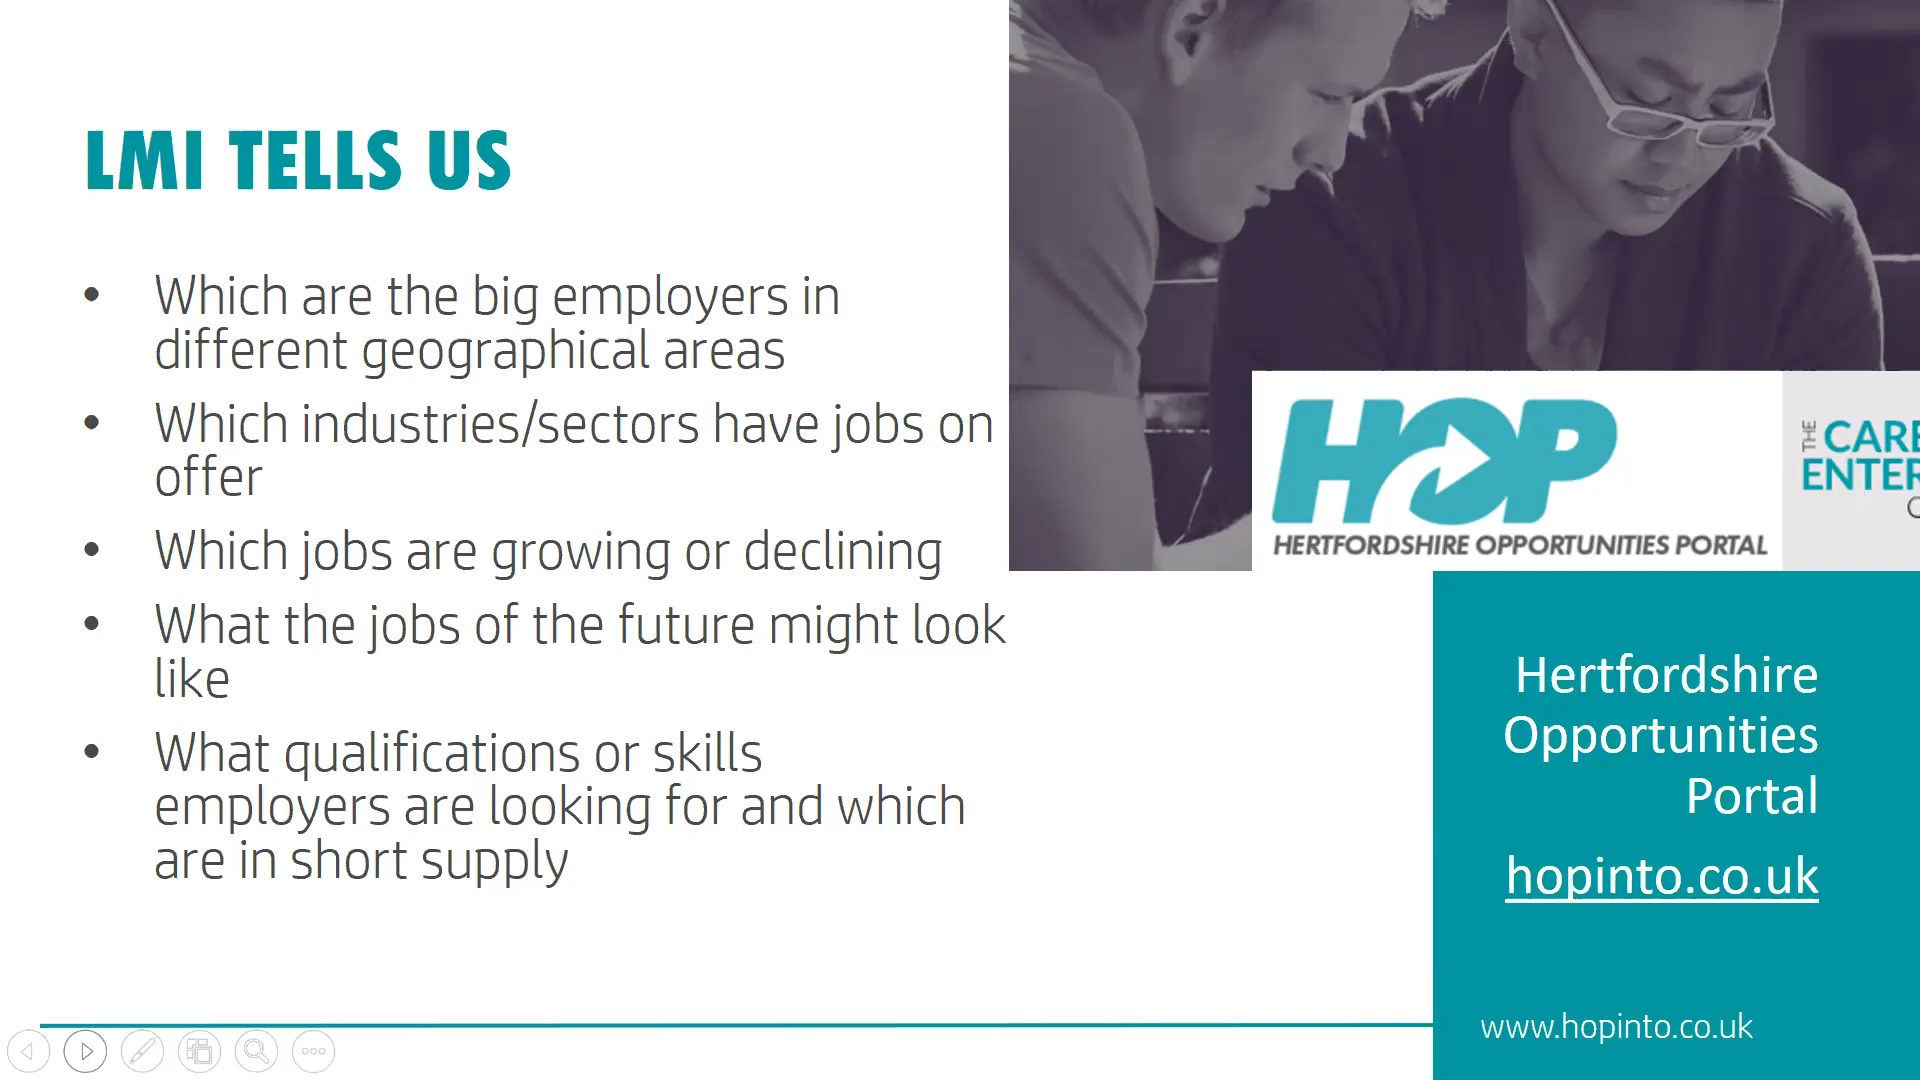 LMI TELLS US
• Which are the big employers in
different geographical areas
• Which industries/sectors have jobs on
offer
• Which jobs are growing or declining
• What the jobs of the future might look
like
• What qualifications or skills
employers are looking for and which
are in short supply
HOP
HERTFORDSHIRE OPPORTUNITIES PORTAL
THE
CARE
ENTER
Hertfordshire
Opportunities
Portal
hopinto.co.uk
www.hopinto.co.uk